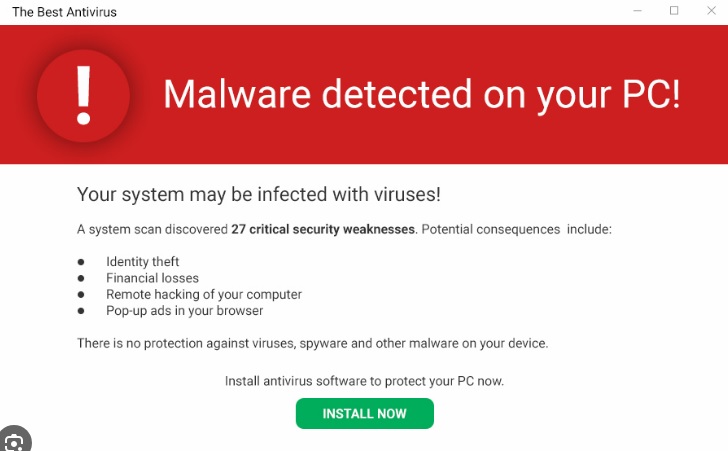 The Best Antivirus
!
Malware detected on your PC!
Your system may be infected with viruses!
A system scan discovered 27 critical security weaknesses. Potential consequences include:
● Identity theft
● Financial losses
● Remote hacking of your computer
● Pop-up ads in your browser
There is no protection against viruses, spyware and other malware on your device.
Install antivirus software to protect your PC now.
INSTALL NOW